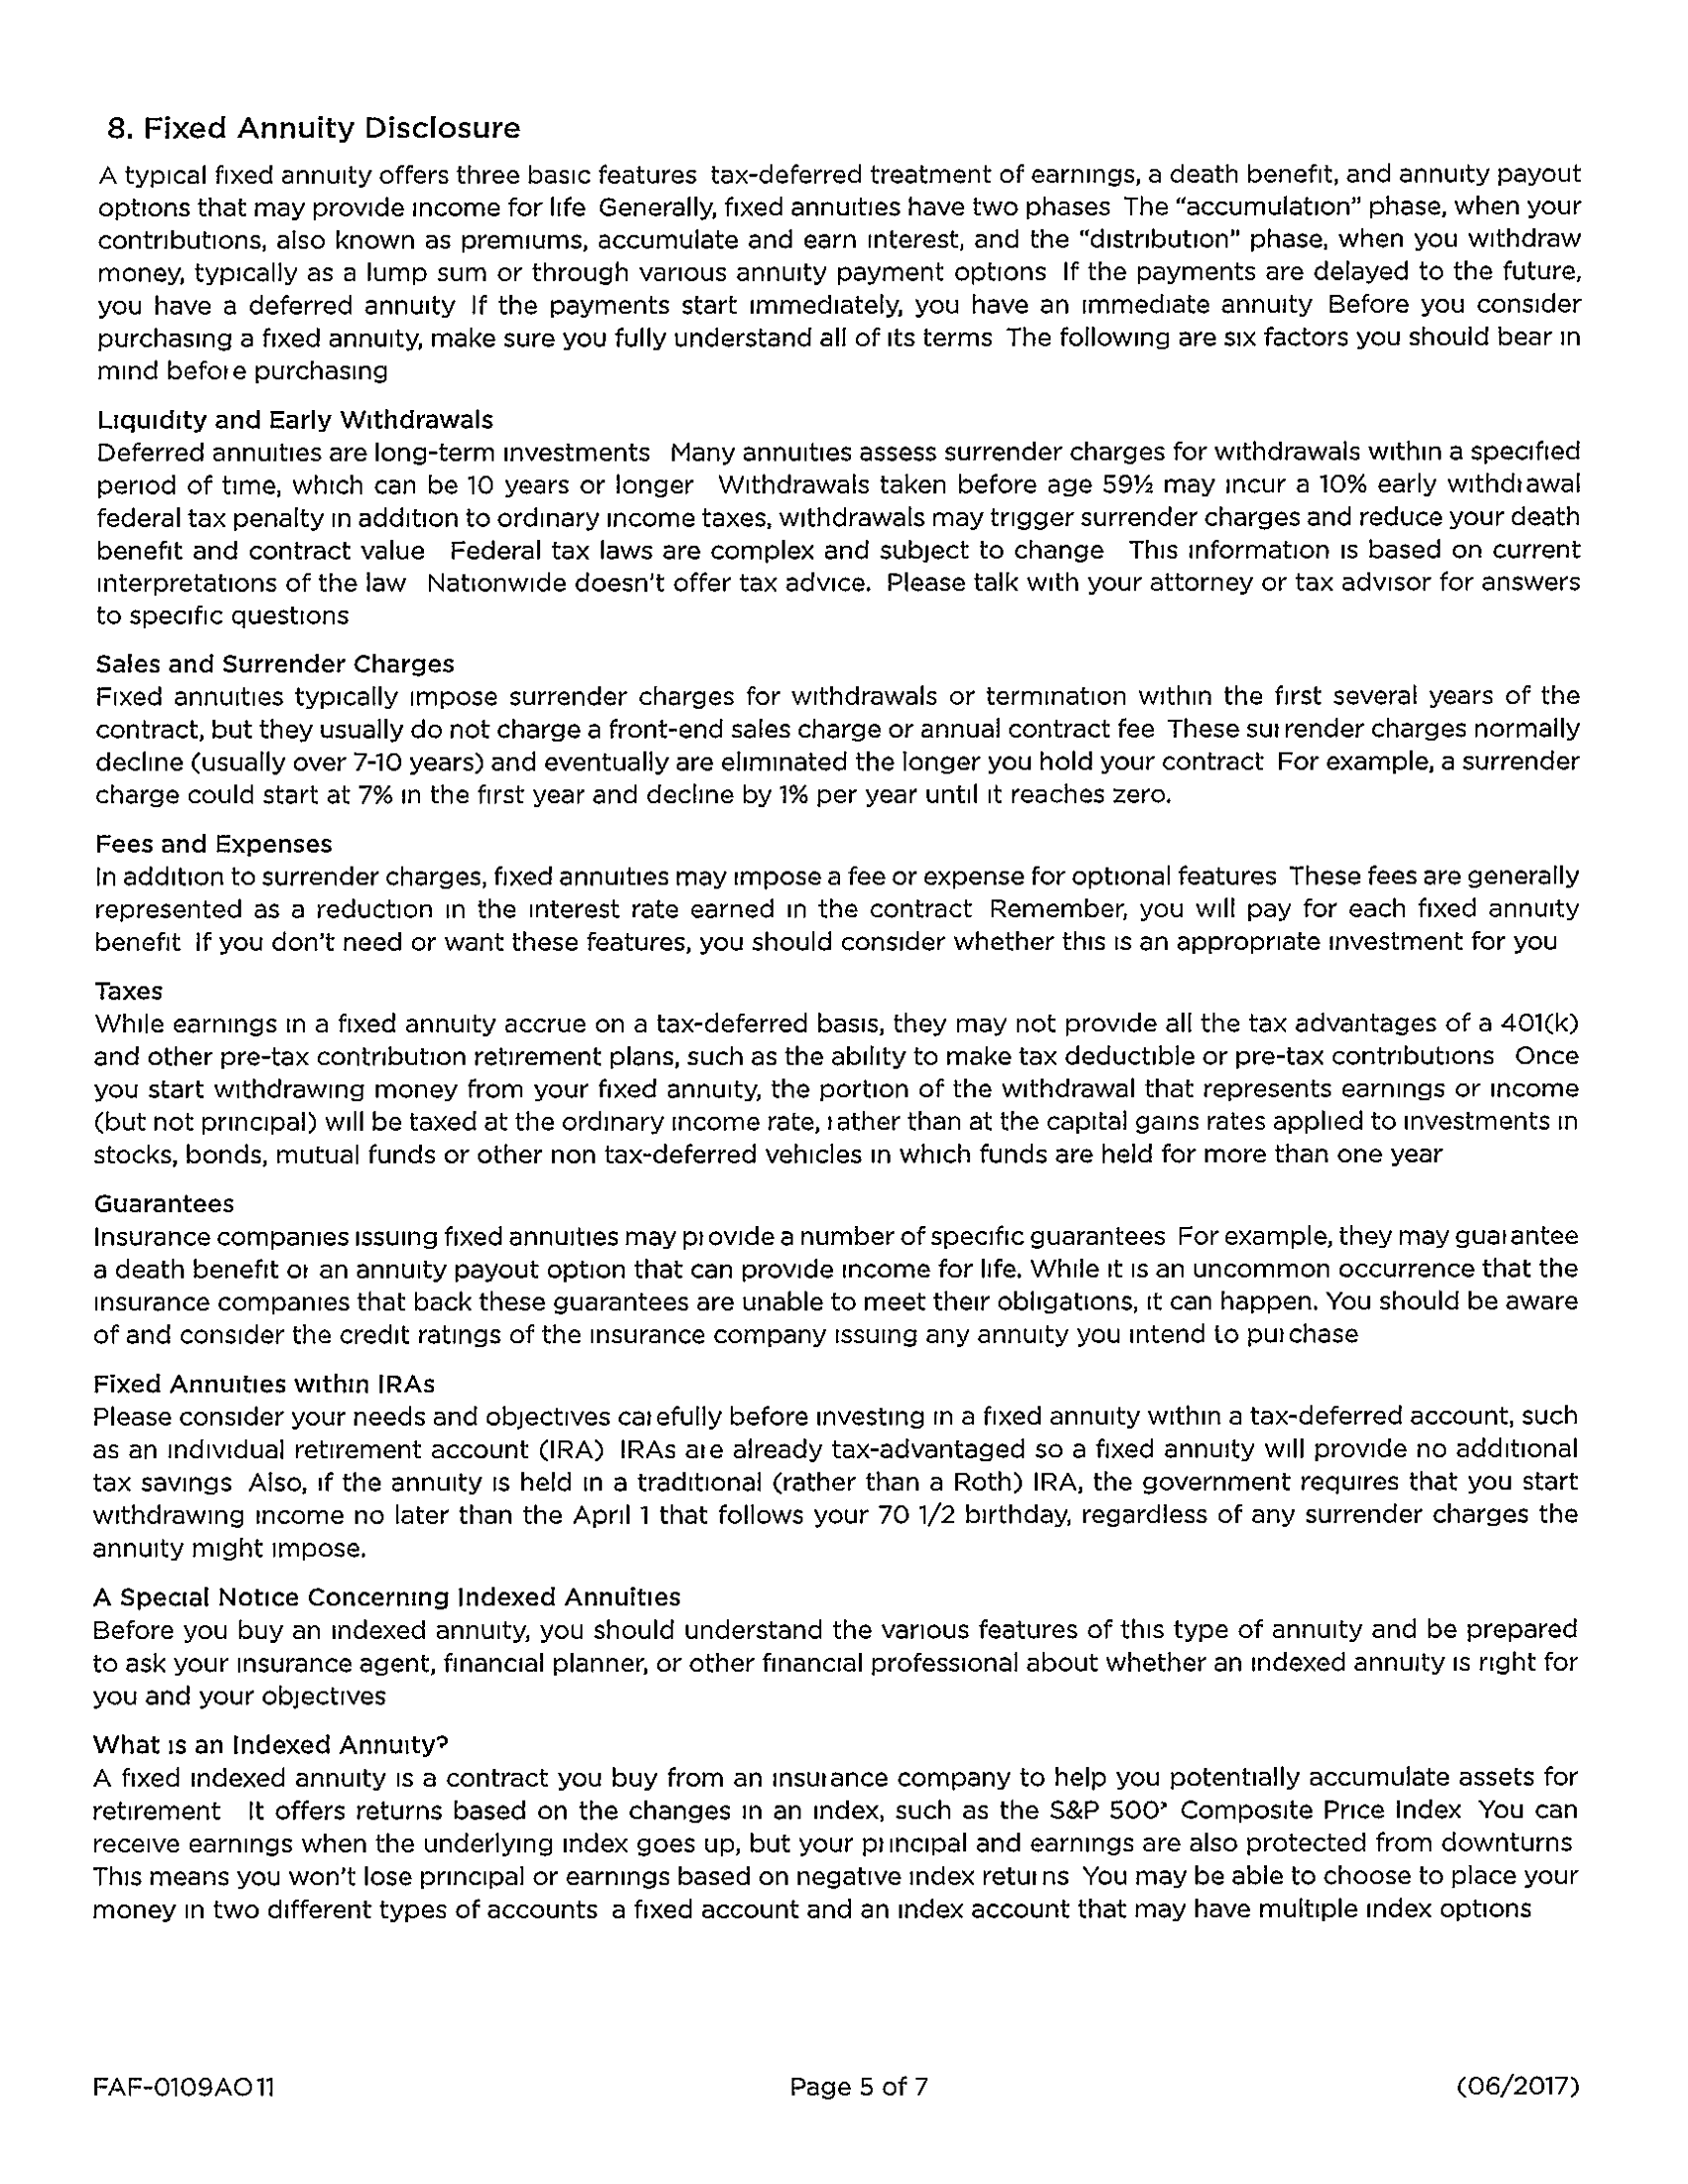 8. Fixed Annuity Disclosure
A typical fixed annuity offers three basic features tax-deferred treatment of earnings, a death benefit, and annuity payout
options that may provide income for life Generally, fixed annuities have two phases The “accumulation” phase, when your
contributions, also known as premiums, accumulate and earn interest, and the “distribution” phase, when you withdraw
money, typically as a lump sum or through various annuity payment options If the payments are delayed to the future,
you have a deferred annuity If the payments start immediately, you have an immediate annuity Before you consider
purchasing a fixed annuity, make sure you fully understand all of its terms The following are six factors you should bear in
mind before purchasing
Liquidity and Early Withdrawals
Deferred annuities are long-term investments Many annuities assess surrender charges for withdrawals within a specified
period of time, which can be 10 years or longer Withdrawals taken before age 59½ may incur a 10% early withdrawal
federal tax penalty in addition to ordinary income taxes, withdrawals may trigger surrender charges and reduce your death
benefit and contract value Federal tax laws are complex and subject to change This information is based on current
interpretations of the law Nationwide doesn't offer tax advice. Please talk with your attorney or tax advisor for answers
to specific questions
Sales and Surrender Charges
Fixed annuities typically impose surrender charges for withdrawals or termination within the first several years of the
contract, but they usually do not charge a front-end sales charge or annual contract fee These surrender charges normally
decline (usually over 7-10 years) and eventually are eliminated the longer you hold your contract For example, a surrender
charge could start at 7% in the first year and decline by 1% per year until it reaches zero.
Fees and Expenses
In addition to surrender charges, fixed annuities may impose a fee or expense for optional features These fees are generally
represented as a reduction in the interest rate earned in the contract Remember, you will pay for each fixed annuity
benefit If you don't need or want these features, you should consider whether this is an appropriate investment for you
Taxes
While earnings in a fixed annuity accrue on a tax-deferred basis, they may not provide all the tax advantages of a 401(k)
and other pre-tax contribution retirement plans, such as the ability to make tax deductible or pre-tax contributions Once
you start withdrawing money from your fixed annuity, the portion of the withdrawal that represents earnings or income
(but not principal) will be taxed at the ordinary income rate, rather than at the capital gains rates applied to investments in
stocks, bonds, mutual funds or other non tax-deferred vehicles in which funds are held for more than one year
Guarantees
Insurance companies issuing fixed annuities may provide a number of specific guarantees For example, they may guarantee
a death benefit or an annuity payout option that can provide income for life. While it is an uncommon occurrence that the
insurance companies that back these guarantees are unable to meet their obligations, it can happen. You should be aware
of and consider the credit ratings of the insurance company issuing any annuity you intend to purchase
Fixed Annuities within IRAs
Please consider your needs and objectives carefully before investing in a fixed annuity within a tax-deferred account, such
as an individual retirement account (IRA) IRAs are already tax-advantaged so a fixed annuity will provide no additional
tax savings Also, if the annuity is held in a traditional (rather than a Roth) IRA, the government requires that you start
withdrawing income no later than the April 1 that follows your 70 1/2 birthday, regardless of any surrender charges the
annuity might impose.
A Special Notice Concerning Indexed Annuities
Before you buy an indexed annuity, you should understand the various features of this type of annuity and be prepared
to ask your insurance agent, financial planner, or other financial professional about whether an indexed annuity is right for
you and your objectives
What is an Indexed Annuity?
A fixed indexed annuity is a contract you buy from an insurance company to help you potentially accumulate assets for
retirement It offers returns based on the changes in an index, such as the S&P 500® Composite Price Index You can
receive earnings when the underlying index goes up, but your principal and earnings are also protected from downturns
This means you won't lose principal or earnings based on negative index returns You may be able to choose to place your
money in two different types of accounts a fixed account and an index account that may have multiple index options
FAF-0109AO11
Page 5 of 7
(06/2017)